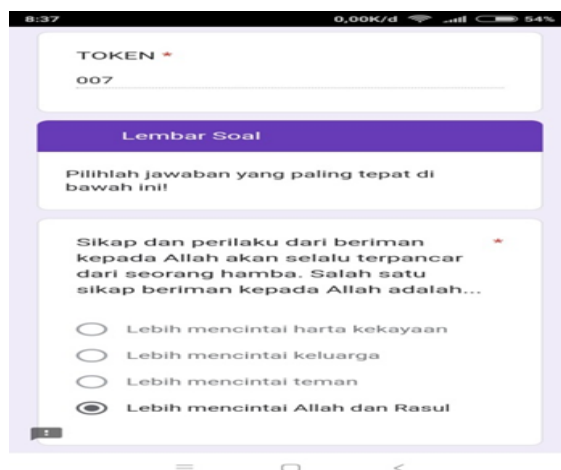 8:37 0,00K/d 54%
TOKEN *
007
Lembar Soal
Pilihlah jawaban yang paling tepat di
bawah ini!
Sikap dan perilaku dari beriman *
kepada Allah akan selalu terpancar
dari seorang hamba. Salah satu
sikap beriman kepada Allah adalah...
Lebih mencintai harta kekayaan
Lebih mencintai keluarga
Lebih mencintai teman
Lebih mencintai Allah dan Rasul